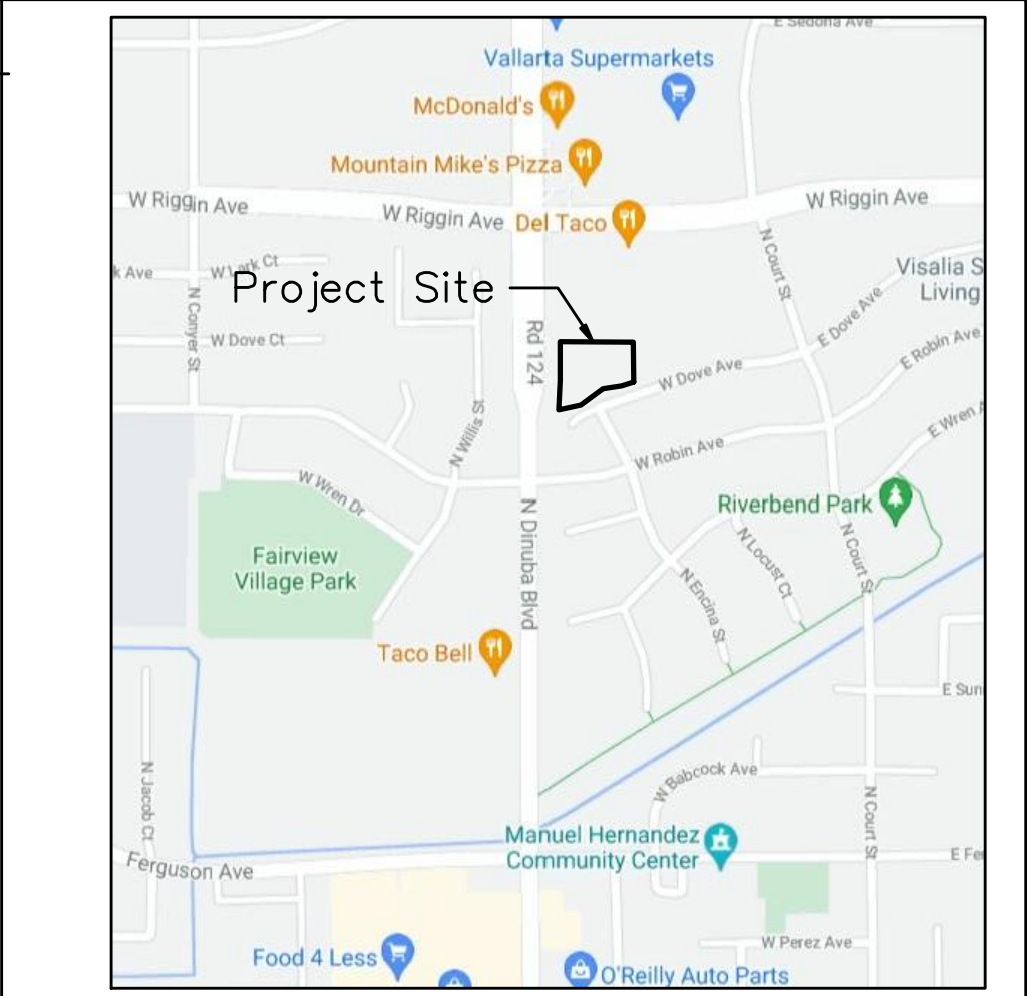 E Sedona Ave
Vallarta Supermarkets
McDonald's
Mountain Mike's Pizza
W Riggin Ave
W Riggin Ave
Del Taco
W Riggin Ave
k Ave
W Lark Ct
N Court St
Visalia S
Living
Project Site
N Conyer St
W Dove Ct
Rd 124
E Dove Ave
E Robin Ave
W Dove Ave
N Willis St
E Wren A
W Robin Ave
W Wren Dr
Riverbend Park
N Dinuba Blvd
Fairview
Village Park
N Locust Ct
N Court St
N Encina St
Taco Bell
E Sun
N Jacob Ct
W Babcock Ave
N Court St
Manuel Hernandez
Community Center
Ferguson Ave
E Fe
W Perez Ave
Food 4 Less
O'Reilly Auto Parts